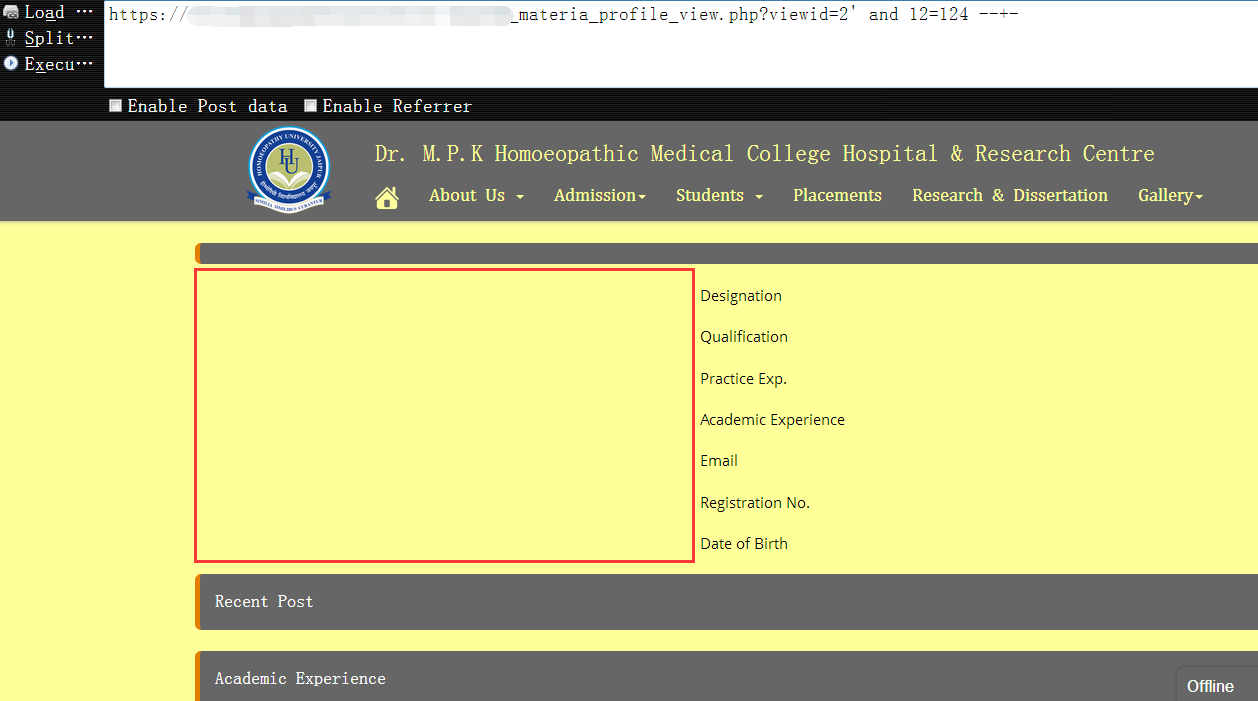 Load ···
https://
_materia_profile_view.php?viewid=2' and 12=124 --+-
Split···
Execu···
Enable Post data
Enable Referrer
HOMOEOPATHY UNIVERSITY JAIPUR
HU
SIMILIA SIMILIBUS CURANTUR
Dr. M.P.K Homoeopathic Medical College Hospital & Research Centre
About Us
Admission
Students
Placements
Research & Dissertation
Gallery
Designation
Qualification
Practice Exp.
Academic Experience
Email
Registration No.
Date of Birth
Recent Post
Academic Experience
Offline